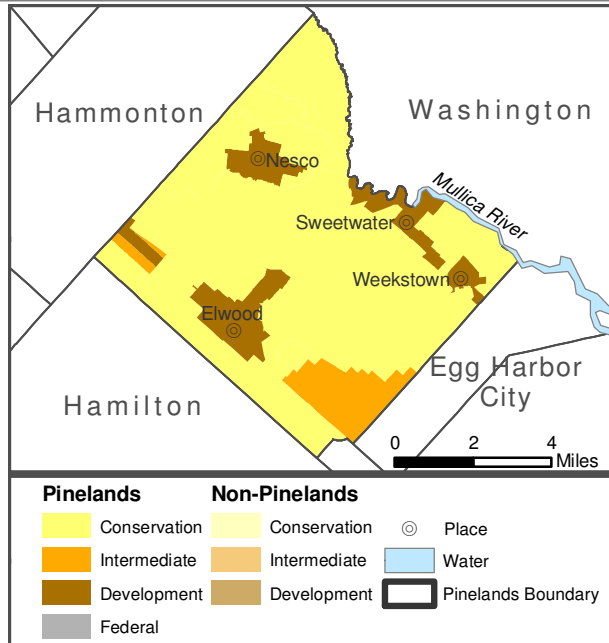 Hammonton
Washington
Nesco
Mullica River
Sweetwater
Weekstown
Elwood
Egg Harbor
City
Hamilton
0 2 4
Miles
Pinelands Non-Pinelands
Conservation Conservation Place
Intermediate Intermediate Water
Development Development Pinelands Boundary
Federal